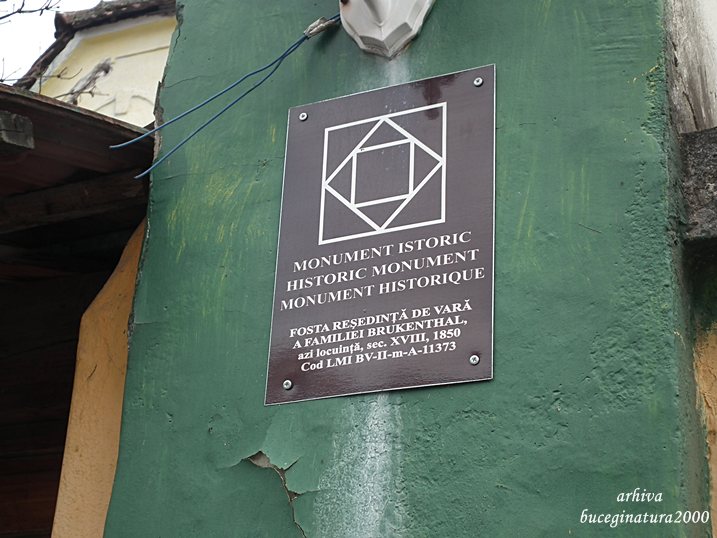 MONUMENT ISTORIC
HISTORIC MONUMENT
MONUMENT HISTORIQUE
FOSTA REŞEDINŢĂ DE VARĂ
A FAMILIEI BRUKENTHAL,
azi locuinţă, sec. XVIII, 1850
Cod LMI BV-II-m-A-11373
arhiva
buceginatura2000